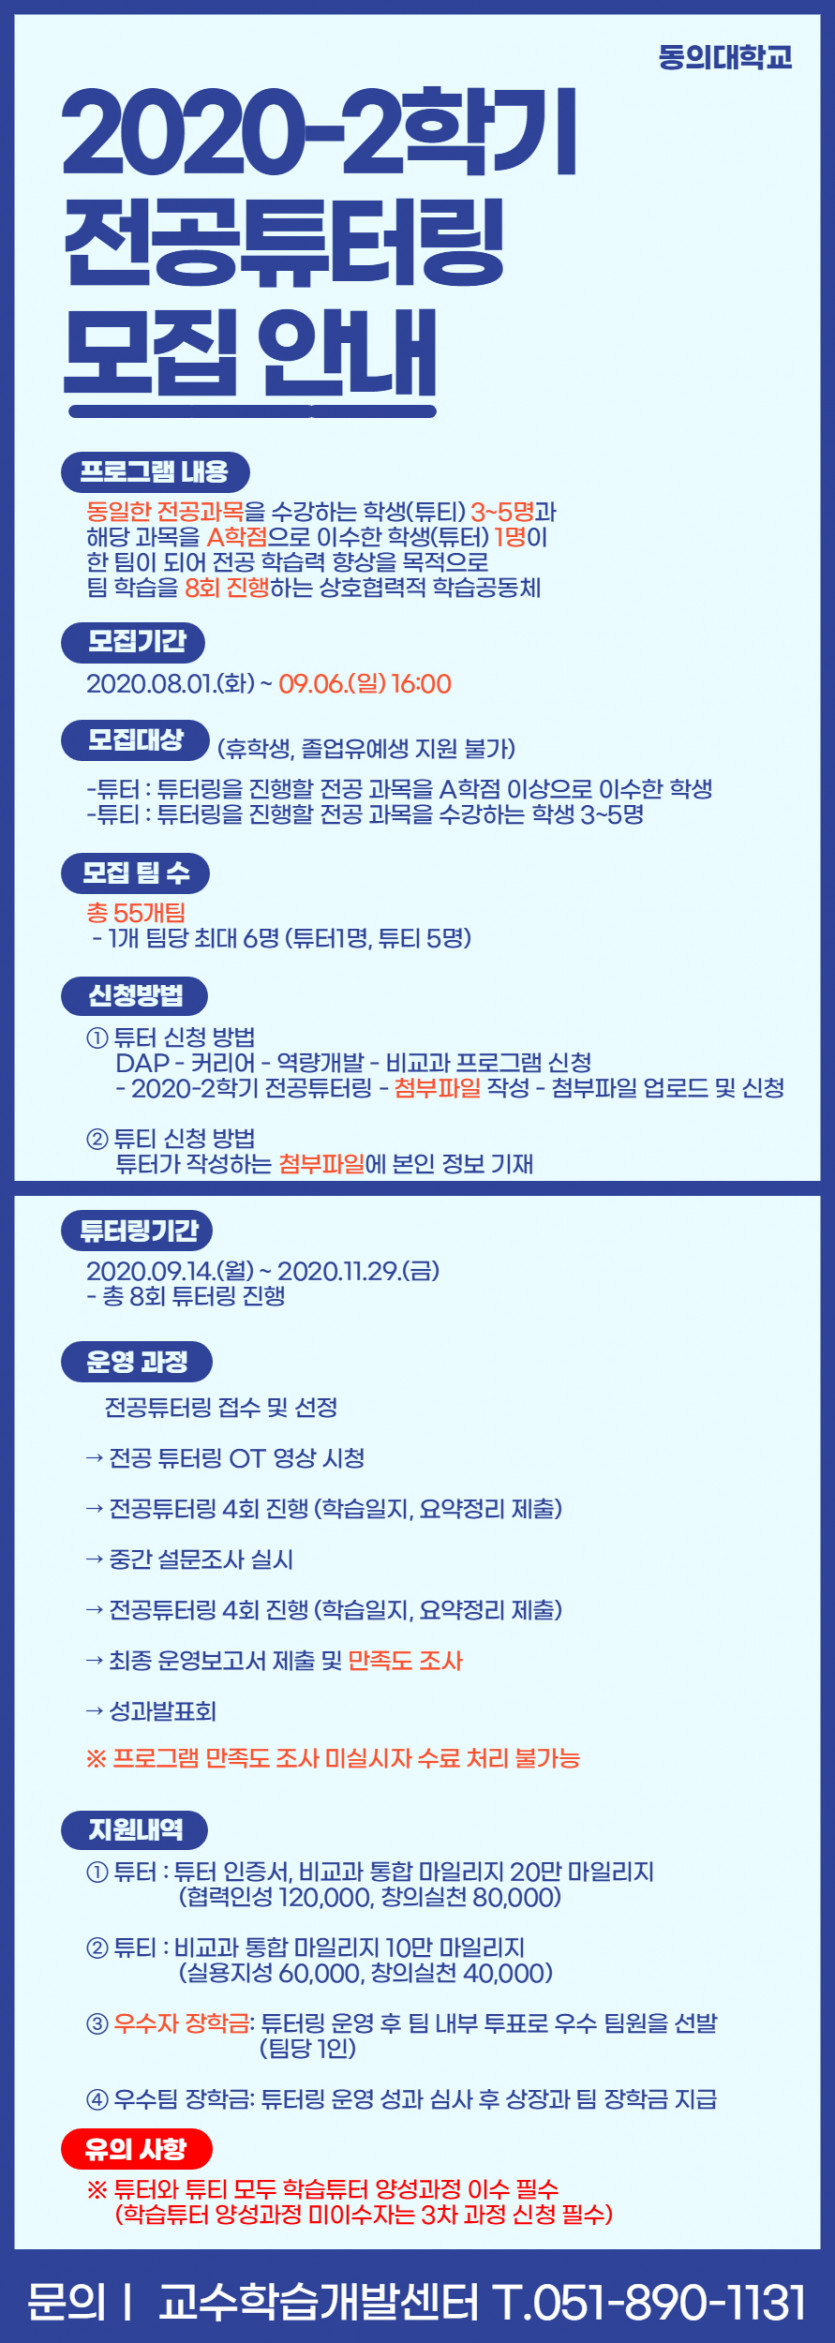 동의대학교
2020-2학기
전공튜터링
모집 안내
프로그램 내용
동일한 전공과목을 수강하는 학생(튜티) 3~5명과
해당 과목을 A학점으로 이수한 학생(튜터) 1명이
한 팀이 되어 전공 학습력 향상을 목적으로
팀 학습을 8회 진행하는 상호협력적 학습공동체
모집기간
2020.08.01.(화) ~ 09.06.(일) 16:00
모집대상 (휴학생, 졸업유예생 지원 불가)
-튜터 : 튜터링을 진행할 전공 과목을 A학점 이상으로 이수한 학생
-튜티 : 튜터링을 진행할 전공 과목을 수강하는 학생 3~5명
모집 팀 수
총 55개팀
- 1개 팀당 최대 6명 (튜터1명, 튜티 5명)
신청방법
① 튜터 신청 방법
DAP - 커리어 - 역량개발 - 비교과 프로그램 신청
- 2020-2학기 전공튜터링 - 첨부파일 작성 - 첨부파일 업로드 및 신청
② 튜티 신청 방법
튜터가 작성하는 첨부파일에 본인 정보 기재
튜터링기간
2020.09.14.(월) ~ 2020.11.29.(금)
- 총 8회 튜터링 진행
운영 과정
전공튜터링 접수 및 선정
→ 전공 튜터링 OT 영상 시청
→ 전공튜터링 4회 진행 (학습일지, 요약정리 제출)
→ 중간 설문조사 실시
→ 전공튜터링 4회 진행 (학습일지, 요약정리 제출)
→ 최종 운영보고서 제출 및 만족도 조사
→ 성과발표회
※ 프로그램 만족도 조사 미실시자 수료 처리 불가능
지원내역
① 튜터 : 튜터 인증서, 비교과 통합 마일리지 20만 마일리지
(협력인성 120,000, 창의실천 80,000)
② 튜티 : 비교과 통합 마일리지 10만 마일리지
(실용지성 60,000, 창의실천 40,000)
③ 우수자 장학금: 튜터링 운영 후 팀 내부 투표로 우수 팀원을 선발
(팀당 1인)
④ 우수팀 장학금: 튜터링 운영 성과 심사 후 상장과 팀 장학금 지급
유의 사항
※ 튜터와 튜티 모두 학습튜터 양성과정 이수 필수
(학습튜터 양성과정 미이수자는 3차 과정 신청 필수)
문의ㅣ 교수학습개발센터 T.051-890-1131